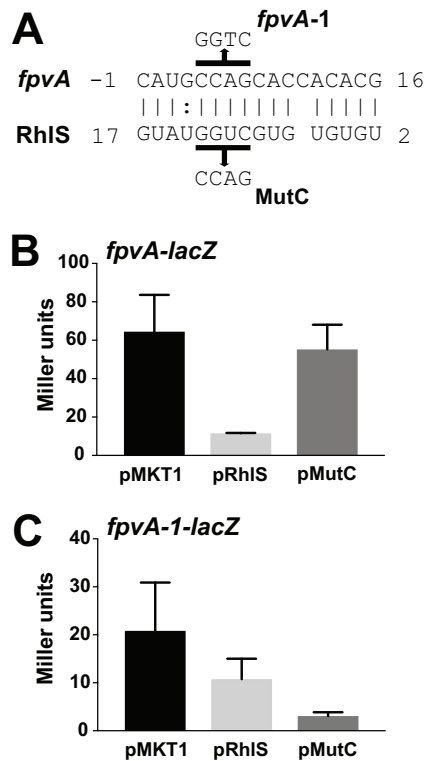 A
fpvA-1
GGTC
fpvA -1 CAUGCCAGCACCACACG 16
|||:||||||| |||||
RhlS 17 GUAUGGUCGUG UGUGU 2
CCAG
MutC
B
fpvA-lacZ
Miller units
100
80
60
40
20
0
pMKT1 pRhlS pMutC
C
fpvA-1-lacZ
Miller units
40
30
20
10
0
pMKT1 pRhlS pMutC